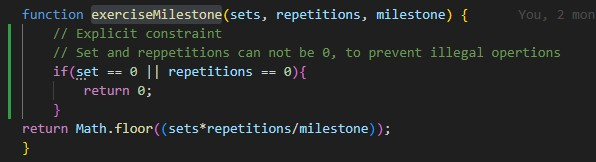 function exerciseMilestone(sets, repetitions, milestone) { You, 2 mon
// Explicit constraint
// Set and reppetitions can not be 0, to prevent illegal opertions
if(set == 0 || repetitions == 0){
return 0;
}
return Math.floor((sets*repetitions/milestone));
}